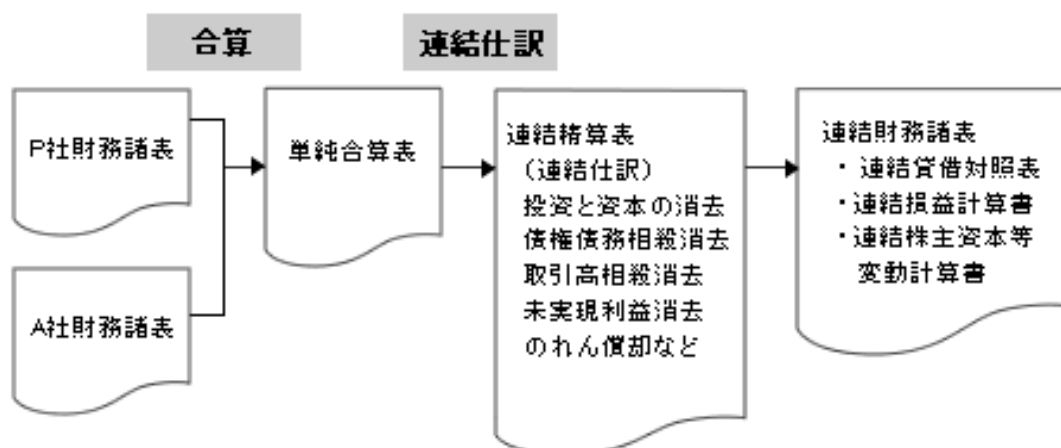 合算
連結仕訳
P社財務諸表
A社財務諸表
単純合算表
連結精算表
（連結仕訳）
投資と資本の消去
債権債務相殺消去
取引高相殺消去
未実現利益消去
のれん償却など
連結財務諸表
・連結貸借対照表
・連結損益計算書
・連結株主資本等
変動計算書